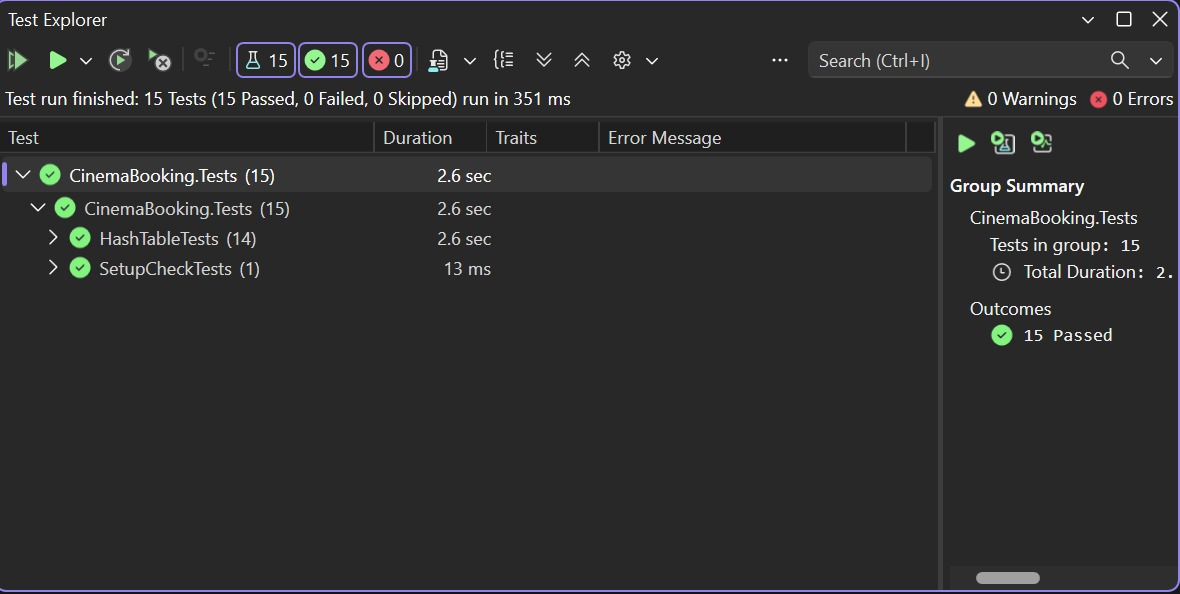 Test Explorer
15 15 0 Search (Ctrl+I)
Test run finished: 15 Tests (15 Passed, 0 Failed, 0 Skipped) run in 351 ms 0 Warnings 0 Errors
Test Duration Traits Error Message
CinemaBooking.Tests (15) 2.6 sec
CinemaBooking.Tests (15) 2.6 sec
HashTableTests (14) 2.6 sec
SetupCheckTests (1) 13 ms
Group Summary
CinemaBooking.Tests
Tests in group: 15
Total Duration: 2.
Outcomes
15 Passed